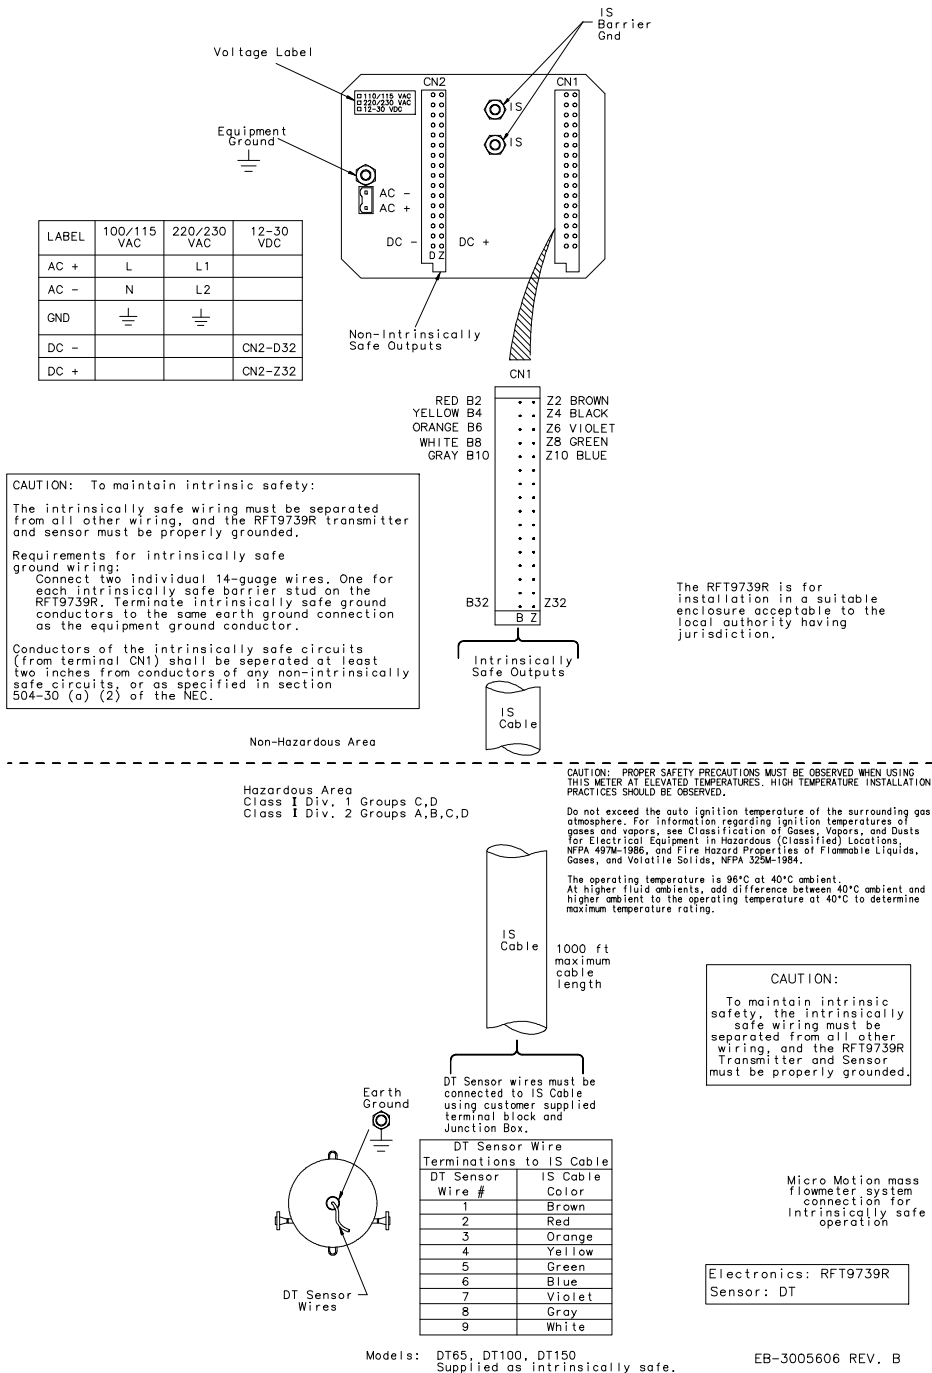 IS
Barrier
Gnd
Voltage Label
CN2
CN1
110/115 VAC
220/230 VAC
12-30 VDC
IS
IS
Equipment
Ground
AC -
AC +
DC -
DC +
D Z
LABEL 100/115 VAC 220/230 VAC 12-30 VDC
AC + L L1
AC - N L2
GND
DC - CN2-D32
DC + CN2-Z32
Non-Intrinsically
Safe Outputs
CN1
RED B2 Z2 BROWN
YELLOW B4 Z4 BLACK
ORANGE B6 Z6 VIOLET
WHITE B8 Z8 GREEN
GRAY B10 Z10 BLUE
B32 Z32
B Z
Intrinsically
Safe Outputs
IS
Cable
CAUTION: To maintain intrinsic safety:
The intrinsically safe wiring must be separated
from all other wiring, and the RFT9739R transmitter
and sensor must be properly grounded.
Requirements for intrinsically safe
ground wiring:
Connect two individual 14-guage wires. One for
each intrinsically safe barrier stud on the
RFT9739R. Terminate intrinsically safe ground
conductors to the same earth ground connection
as the equipment ground conductor.
Conductors of the intrinsically safe circuits
(from terminal CN1) shall be seperated at least
two inches from conductors of any non-intrinsically
safe circuits, or as specified in section
504-30 (a) (2) of the NEC.
The RFT9739R is for
installation in a suitable
enclosure acceptable to the
local authority having
jurisdiction.
Non-Hazardous Area
Hazardous Area
Class I Div. 1 Groups C,D
Class I Div. 2 Groups A,B,C,D
CAUTION: PROPER SAFETY PRECAUTIONS MUST BE OBSERVED WHEN USING
THIS METER AT ELEVATED TEMPERATURES. HIGH TEMPERATURE INSTALLATION
PRACTICES SHOULD BE OBSERVED.
Do not exceed the auto ignition temperature of the surrounding gas
atmosphere. For information regarding ignition temperatures of
gases and vapors, see Classification of Gases, Vapors, and Dusts
for Electrical Equipment in Hazardous (Classified) Locations,
NFPA 497M-1986, and Fire Hazard Properties of Flammable Liquids,
Gases, and Volatile Solids, NFPA 325M-1984.
The operating temperature is 96°C at 40°C ambient.
At higher fluid ambients, add difference between 40°C ambient and
higher ambient to the operating temperature at 40°C to determine
maximum temperature rating.
IS
Cable
1000 ft
maximum
cable
length
CAUTION:
To maintain intrinsic
safety, the intrinsically
safe wiring must be
separated from all other
wiring, and the RFT9739R
Transmitter and Sensor
must be properly grounded.
DT Sensor wires must be
connected to IS Cable
using customer supplied
terminal block and
Junction Box.
Earth
Ground
DT Sensor
Wires
DT Sensor Wire
Terminations to IS Cable
DT Sensor Wire # IS Cable Color
1 Brown
2 Red
3 Orange
4 Yellow
5 Green
6 Blue
7 Violet
8 Gray
9 White
Micro Motion mass
flowmeter system
connection for
Intrinsically safe
operation
Electronics: RFT9739R
Sensor: DT
Models: DT65, DT100, DT150
Supplied as intrinsically safe.
EB-3005606 REV. B